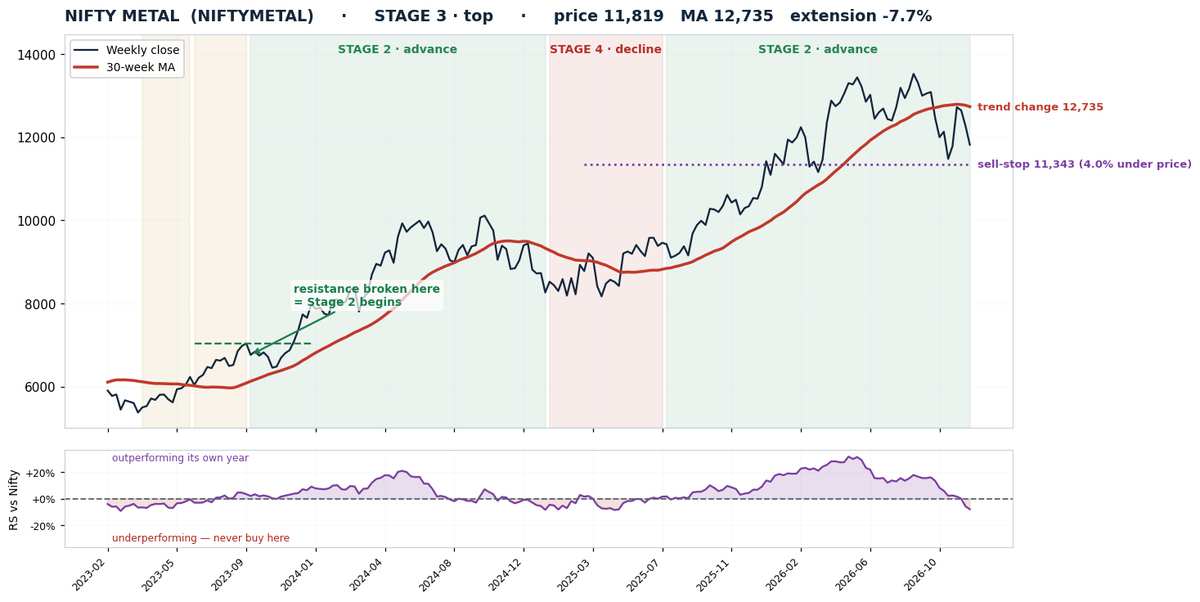 NIFTY METAL (NIFTYMETAL) · STAGE 3 · top · price 11,819 MA 12,735 extension -7.7%
Weekly close
30-week MA
STAGE 2 · advance
STAGE 4 · decline
STAGE 2 · advance
14000
12000
10000
8000
6000
trend change 12,735
sell-stop 11,343 (4.0% under price)
resistance broken here
= Stage 2 begins
RS vs Nifty
+20%
+0%
-20%
outperforming its own year
underperforming — never buy here
2023-02
2023-05
2023-09
2024-01
2024-04
2024-08
2024-12
2025-03
2025-07
2025-11
2026-02
2026-06
2026-10